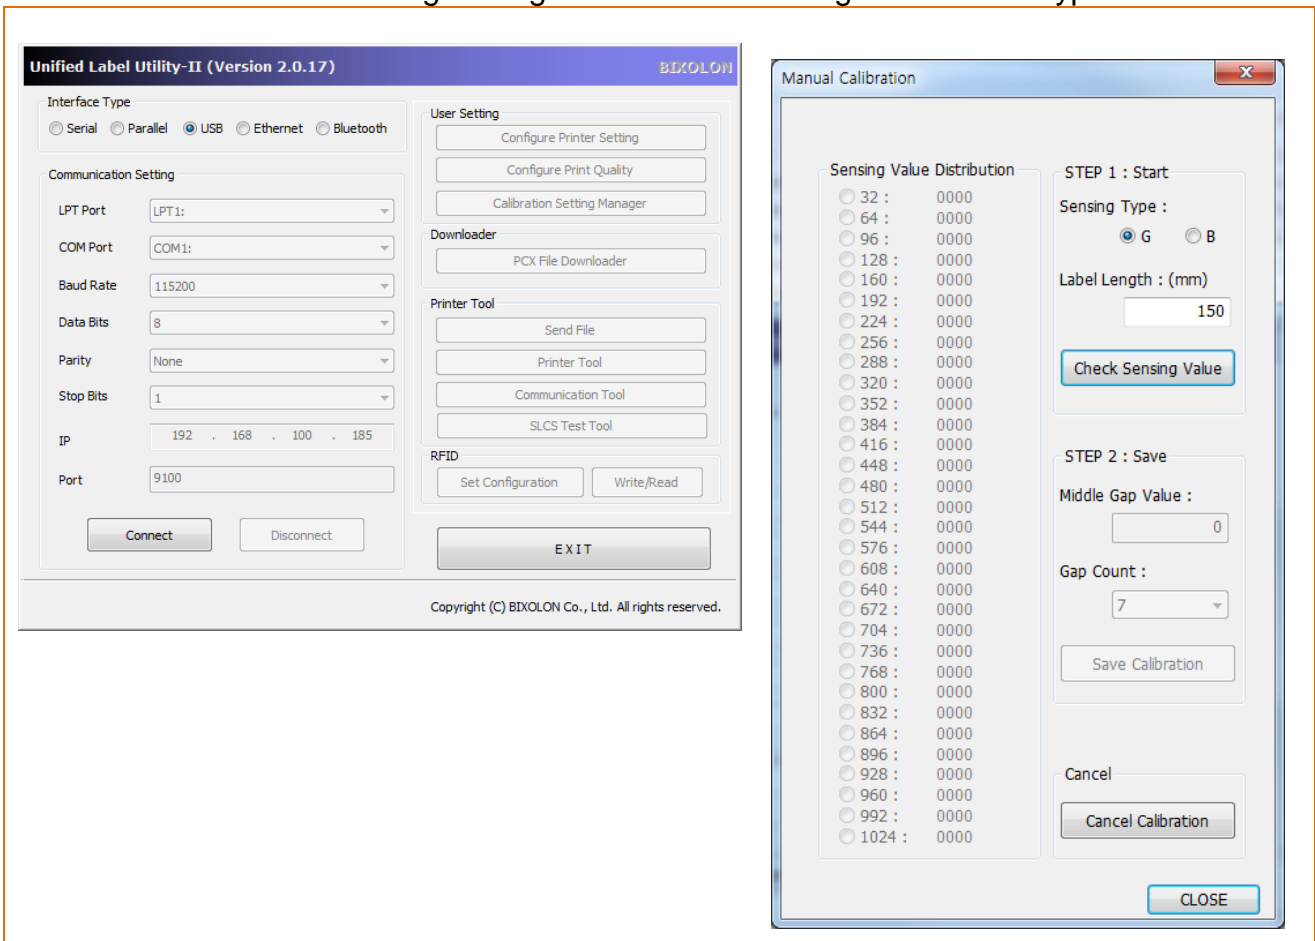 Unified Label Utility-II (Version 2.0.17)
BIXOLON
Interface Type
Serial Parallel USB Ethernet Bluetooth
Communication Setting
LPT Port LPT1:
COM Port COM1:
Baud Rate 115200
Data Bits 8
Parity None
Stop Bits 1
IP 192 . 168 . 100 . 185
Port 9100
Connect Disconnect
User Setting
Configure Printer Setting
Configure Print Quality
Calibration Setting Manager
Downloader
PCX File Downloader
Printer Tool
Send File
Printer Tool
Communication Tool
SLCS Test Tool
RFID
Set Configuration Write/Read
EXIT
Copyright (C) BIXOLON Co., Ltd. All rights reserved.
Manual Calibration
Sensing Value Distribution
32 : 0000
64 : 0000
96 : 0000
128 : 0000
160 : 0000
192 : 0000
224 : 0000
256 : 0000
288 : 0000
320 : 0000
352 : 0000
384 : 0000
416 : 0000
448 : 0000
480 : 0000
512 : 0000
544 : 0000
576 : 0000
608 : 0000
640 : 0000
672 : 0000
704 : 0000
736 : 0000
768 : 0000
800 : 0000
832 : 0000
864 : 0000
896 : 0000
928 : 0000
960 : 0000
992 : 0000
1024 : 0000
STEP 1 : Start
Sensing Type :
G B
Label Length : (mm)
150
Check Sensing Value
STEP 2 : Save
Middle Gap Value :
0
Gap Count :
7
Save Calibration
Cancel
Cancel Calibration
CLOSE